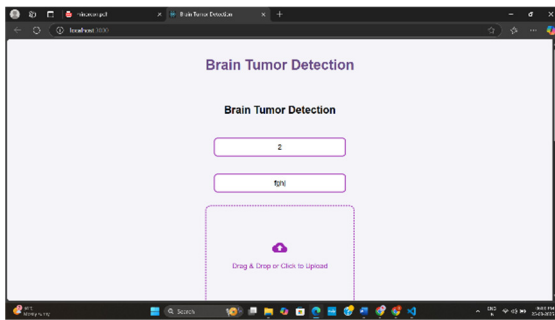 Brain Tumor Detection
localhost:3000
Brain Tumor Detection
Brain Tumor Detection
2
fphj
Drag & Drop or Click to Upload
Search